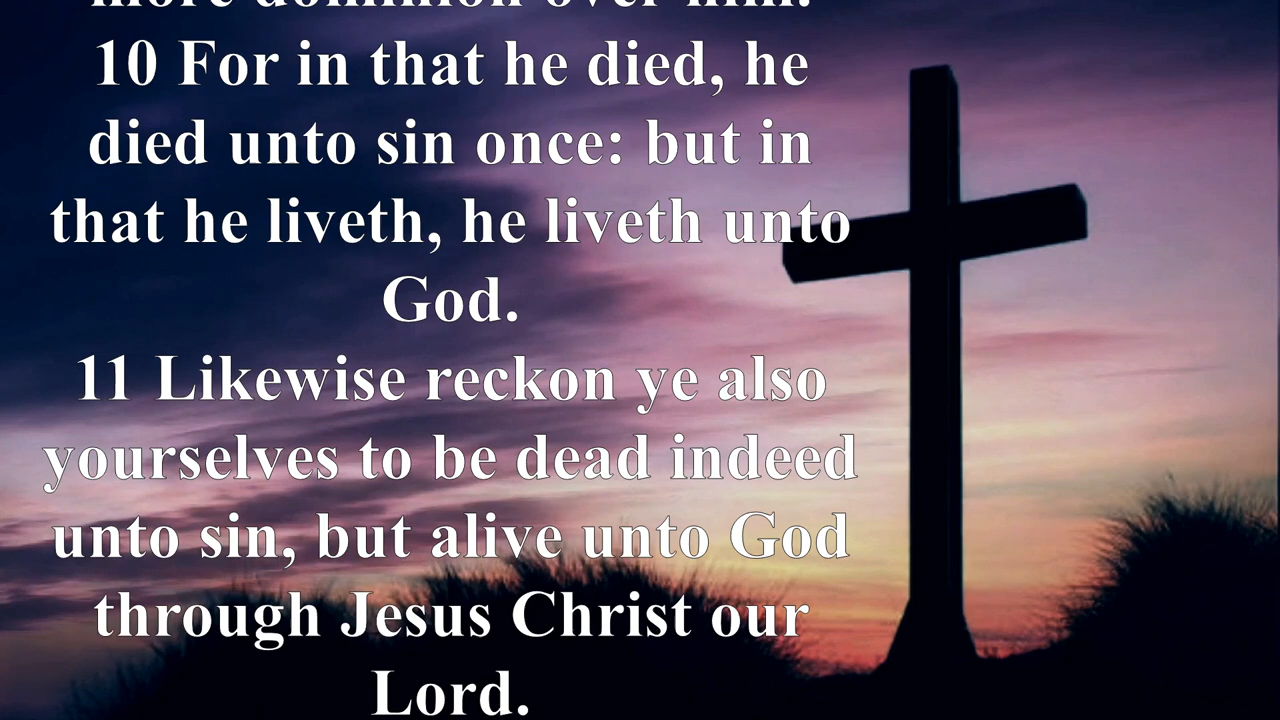 more dominion over him.
10 For in that he died, he
died unto sin once: but in
that he liveth, he liveth unto
God.
11 Likewise reckon ye also
yourselves to be dead indeed
unto sin, but alive unto God
through Jesus Christ our
Lord.